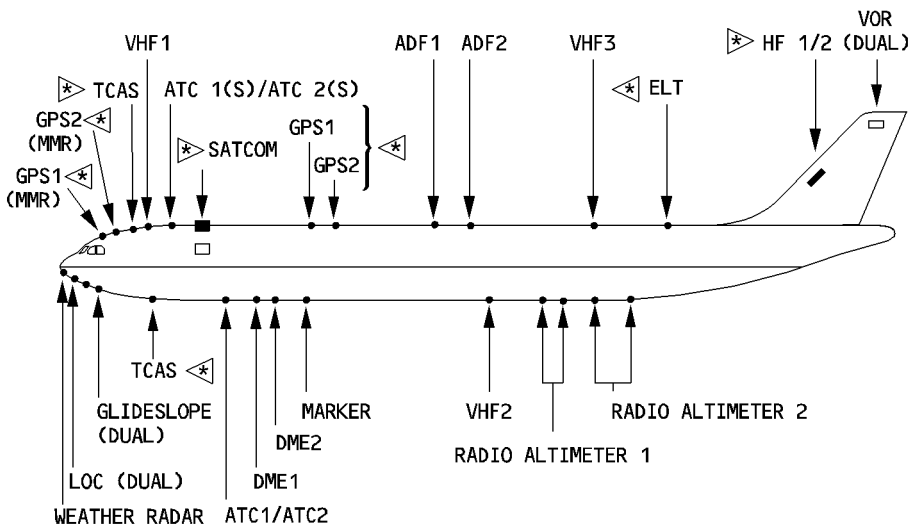 VOR
VHF1 ADF1 ADF2 VHF3 * HF 1/2 (DUAL)
* TCAS ATC 1(S)/ATC 2(S) * ELT
GPS2 *
(MMR)
GPS1
* SATCOM *
GPS2
GPS1 *
(MMR)
TCAS *
GLIDESLOPE
(DUAL)
MARKER
VHF2
RADIO ALTIMETER 2
DME2
RADIO ALTIMETER 1
LOC (DUAL)
DME1
WEATHER RADAR
ATC1/ATC2